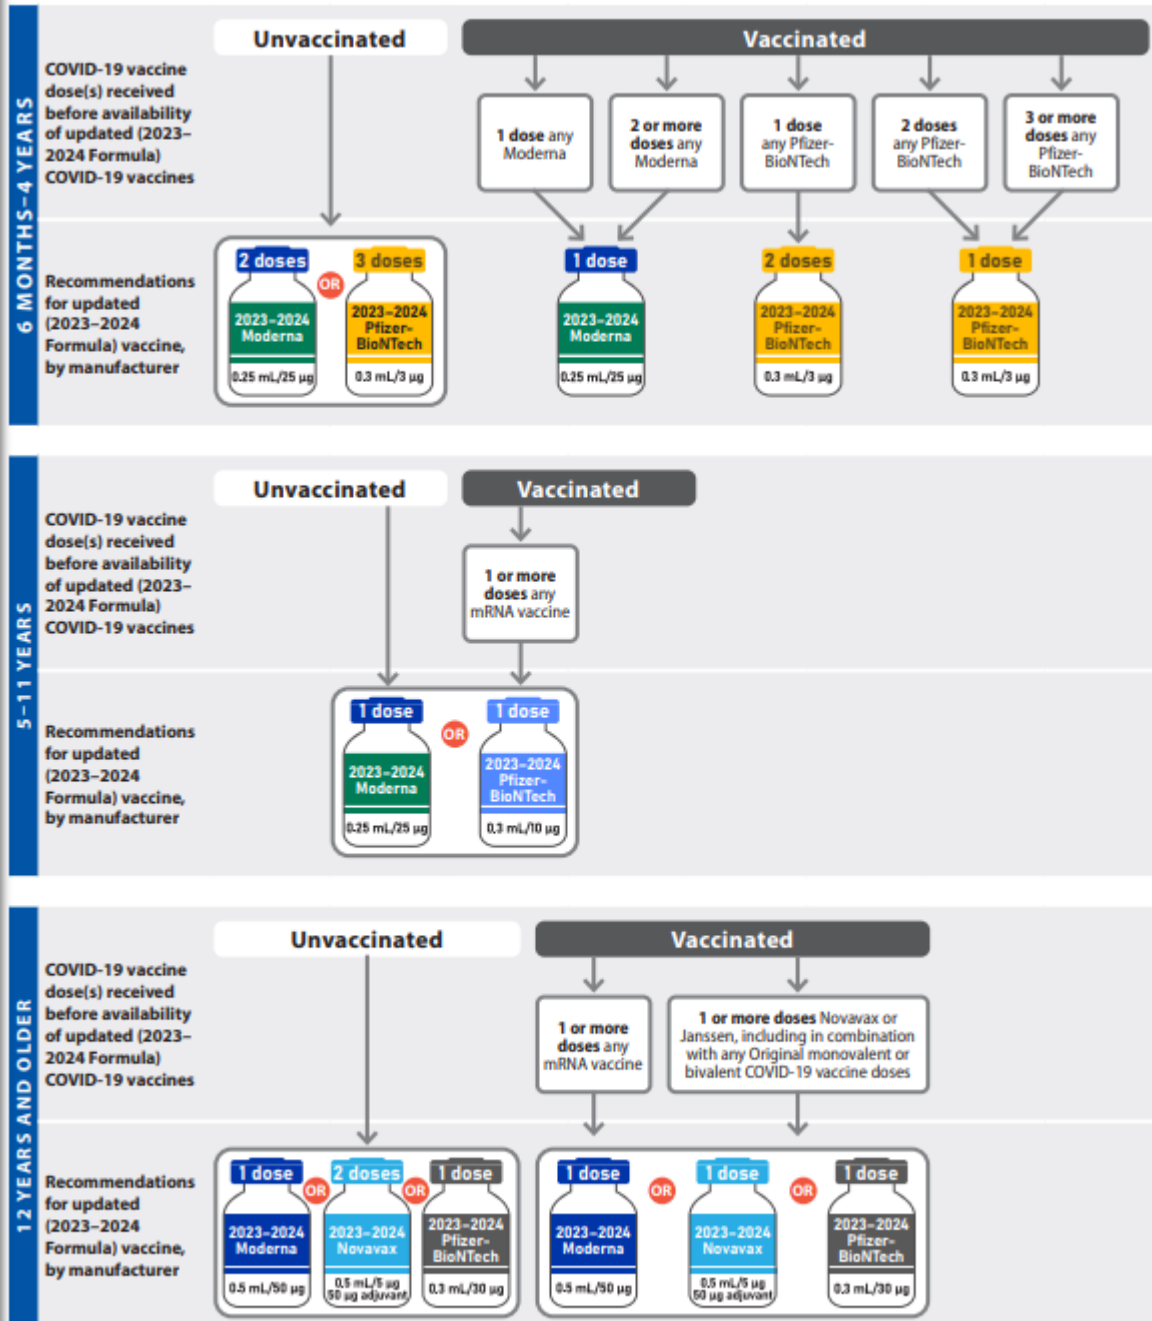 6 MONTHS–4 YEARS
Unvaccinated
Vaccinated
COVID-19 vaccine
dose(s) received
before availability
of updated (2023–
2024 Formula)
COVID-19 vaccines
1 dose any
Moderna
2 or more
doses any
Moderna
1 dose
any Pfizer-
BioNTech
2 doses
any Pfizer-
BioNTech
3 or more
doses any
Pfizer-
BioNTech
Recommendations
for updated
(2023–2024
Formula) vaccine,
by manufacturer
2 doses
2023–2024
Moderna
0.25 mL/25 µg
OR
3 doses
2023–2024
Pfizer-
BioNTech
0.3 mL/3 µg
1 dose
2023–2024
Moderna
0.25 mL/25 µg
2 doses
2023–2024
Pfizer-
BioNTech
0.3 mL/3 µg
1 dose
2023–2024
Pfizer-
BioNTech
0.3 mL/3 µg
5–11 YEARS
Unvaccinated
Vaccinated
COVID-19 vaccine
dose(s) received
before availability
of updated (2023–
2024 Formula)
COVID-19 vaccines
1 or more
doses any
mRNA vaccine
Recommendations
for updated
(2023–2024
Formula) vaccine,
by manufacturer
1 dose
2023–2024
Moderna
0.25 mL/25 µg
OR
1 dose
2023–2024
Pfizer-
BioNTech
0.3 mL/10 µg
12 YEARS AND OLDER
Unvaccinated
Vaccinated
COVID-19 vaccine
dose(s) received
before availability
of updated (2023–
2024 Formula)
COVID-19 vaccines
1 or more
doses any
mRNA vaccine
1 or more doses Novavax or
Janssen, including in combination
with any Original monovalent or
bivalent COVID-19 vaccine doses
Recommendations
for updated
(2023–2024
Formula) vaccine,
by manufacturer
1 dose
2023–2024
Moderna
0.5 mL/50 µg
OR
2 doses
2023–2024
Novavax
0.5 mL/5 µg
50 µg adjuvant
OR
1 dose
2023–2024
Pfizer-
BioNTech
0.3 mL/30 µg
1 dose
2023–2024
Moderna
0.5 mL/50 µg
OR
1 dose
2023–2024
Novavax
0.5 mL/5 µg
50 µg adjuvant
OR
1 dose
2023–2024
Pfizer-
BioNTech
0.3 mL/30 µg